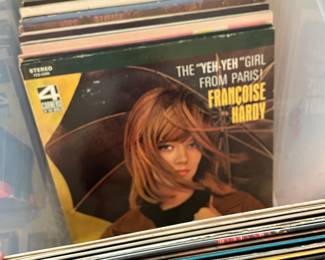 STEREO
4
THE "YEH-YEH" GIRL
FROM PARIS!
FRANÇOISE
HARDY